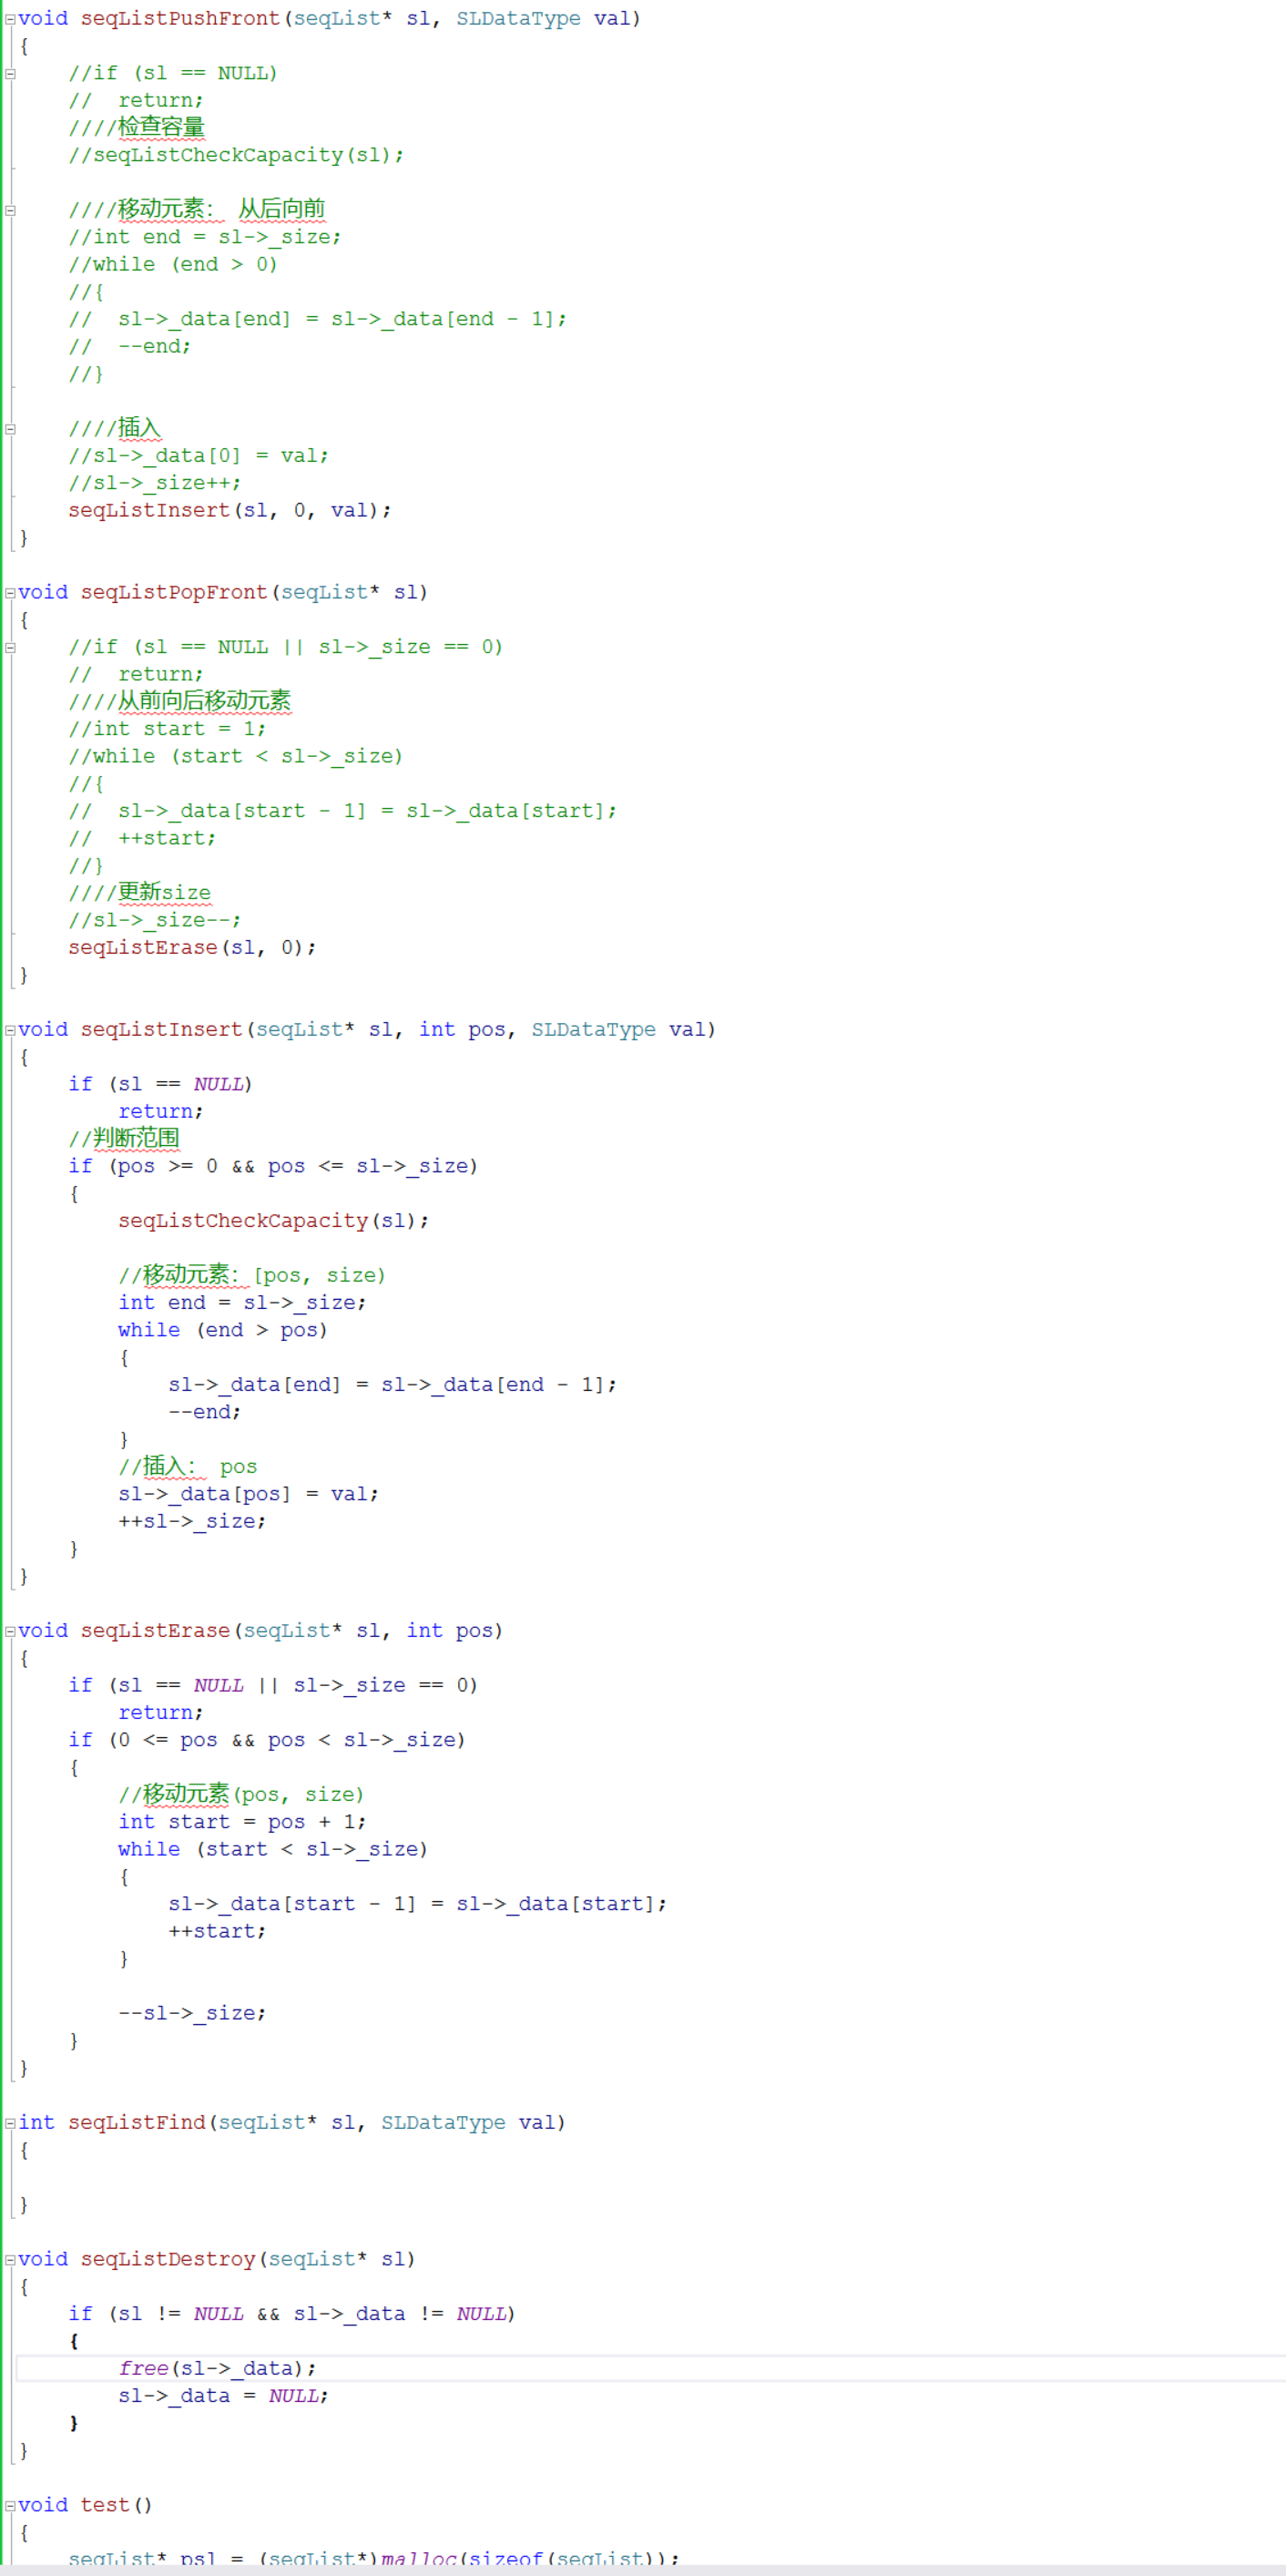 void seqListPushFront(seqList* sl, SLDataType val)
{
//if (sl == NULL)
//  return;
////检查容量
//seqListCheckCapacity(sl);
////移动元素： 从后向前
//int end = sl->_size;
//while (end > 0)
//{
//  sl->_data[end] = sl->_data[end - 1];
//  --end;
//}
////插入
//sl->_data[0] = val;
//sl->_size++;
seqListInsert(sl, 0, val);
}
void seqListPopFront(seqList* sl)
{
//if (sl == NULL || sl->_size == 0)
//  return;
////从前向后移动元素
//int start = 1;
//while (start < sl->_size)
//{
//  sl->_data[start - 1] = sl->_data[start];
//  ++start;
//}
////更新size
//sl->_size--;
seqListErase(sl, 0);
}
void seqListInsert(seqList* sl, int pos, SLDataType val)
{
if (sl == NULL)
return;
//判断范围
if (pos >= 0 && pos <= sl->_size)
{
seqListCheckCapacity(sl);
//移动元素：[pos, size)
int end = sl->_size;
while (end > pos)
{
sl->_data[end] = sl->_data[end - 1];
--end;
}
//插入： pos
sl->_data[pos] = val;
++sl->_size;
}
}
void seqListErase(seqList* sl, int pos)
{
if (sl == NULL || sl->_size == 0)
return;
if (0 <= pos && pos < sl->_size)
{
//移动元素(pos, size)
int start = pos + 1;
while (start < sl->_size)
{
sl->_data[start - 1] = sl->_data[start];
++start;
}
--sl->_size;
}
}
int seqListFind(seqList* sl, SLDataType val)
{
}
void seqListDestroy(seqList* sl)
{
if (sl != NULL && sl->_data != NULL)
{
free(sl->_data);
sl->_data = NULL;
}
}
void test()
{
seqList* psl = (seqList*)malloc(sizeof(seqList));